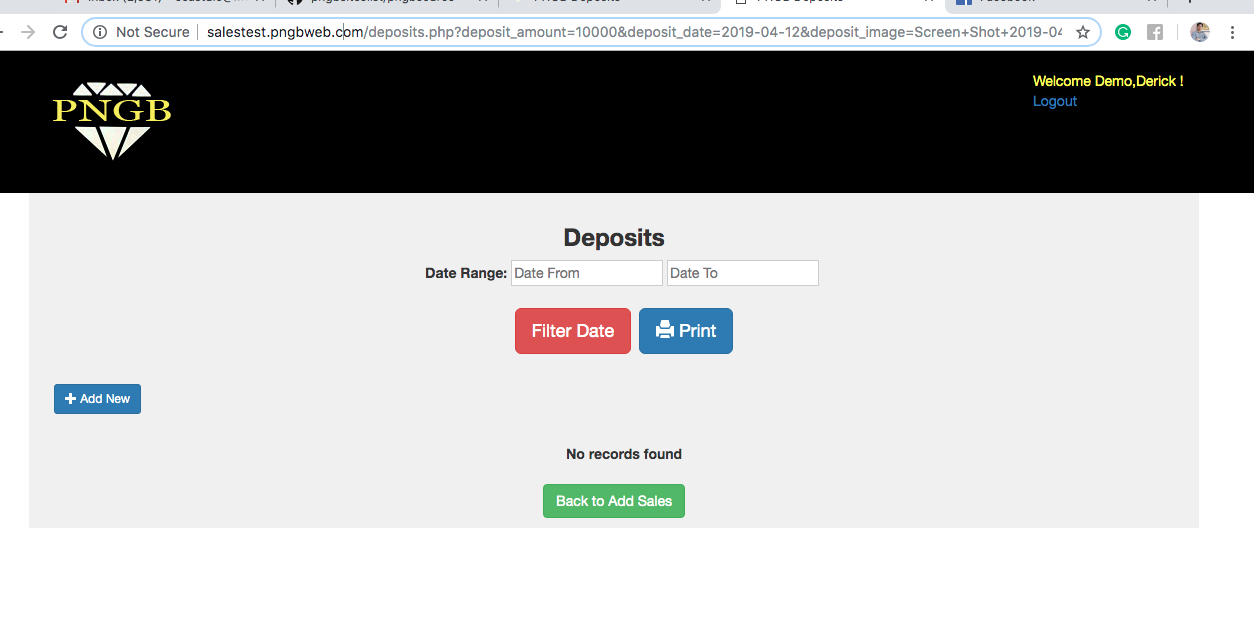 Not Secure
salestest.pngbweb.com/deposits.php?deposit_amount=10000&deposit_date=2019-04-12&deposit_image=Screen+Shot+2019-04
PNGB
Welcome Demo,Derick !
Logout
Deposits
Date Range: Date From Date To
Filter Date Print
Add New
No records found
Back to Add Sales